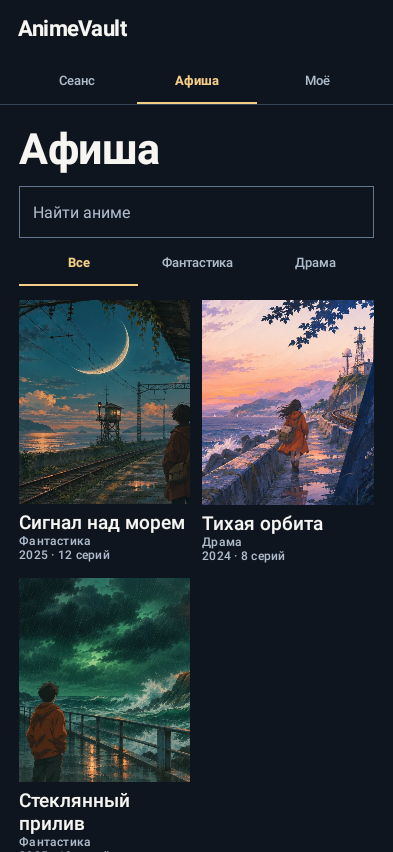 AnimeVault
Сеанс
Афиша
Моё
Афиша
Найти аниме
Все
Фантастика
Драма
Сигнал над морем
Фантастика
2025 · 12 серий
Тихая орбита
Драма
2024 · 8 серий
Стеклянный
прилив
Фантастика